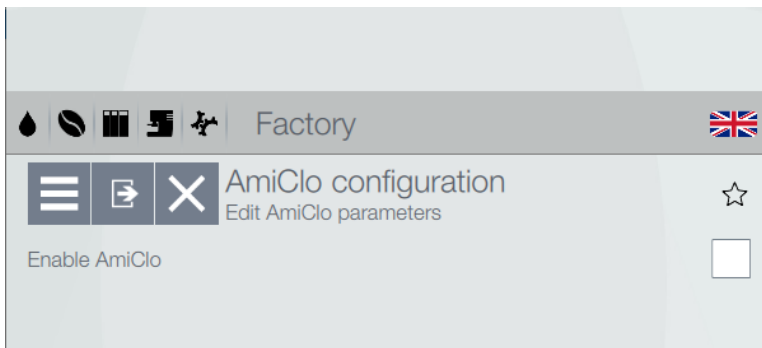 Factory
AmiClo configuration
Edit AmiClo parameters
Enable AmiClo